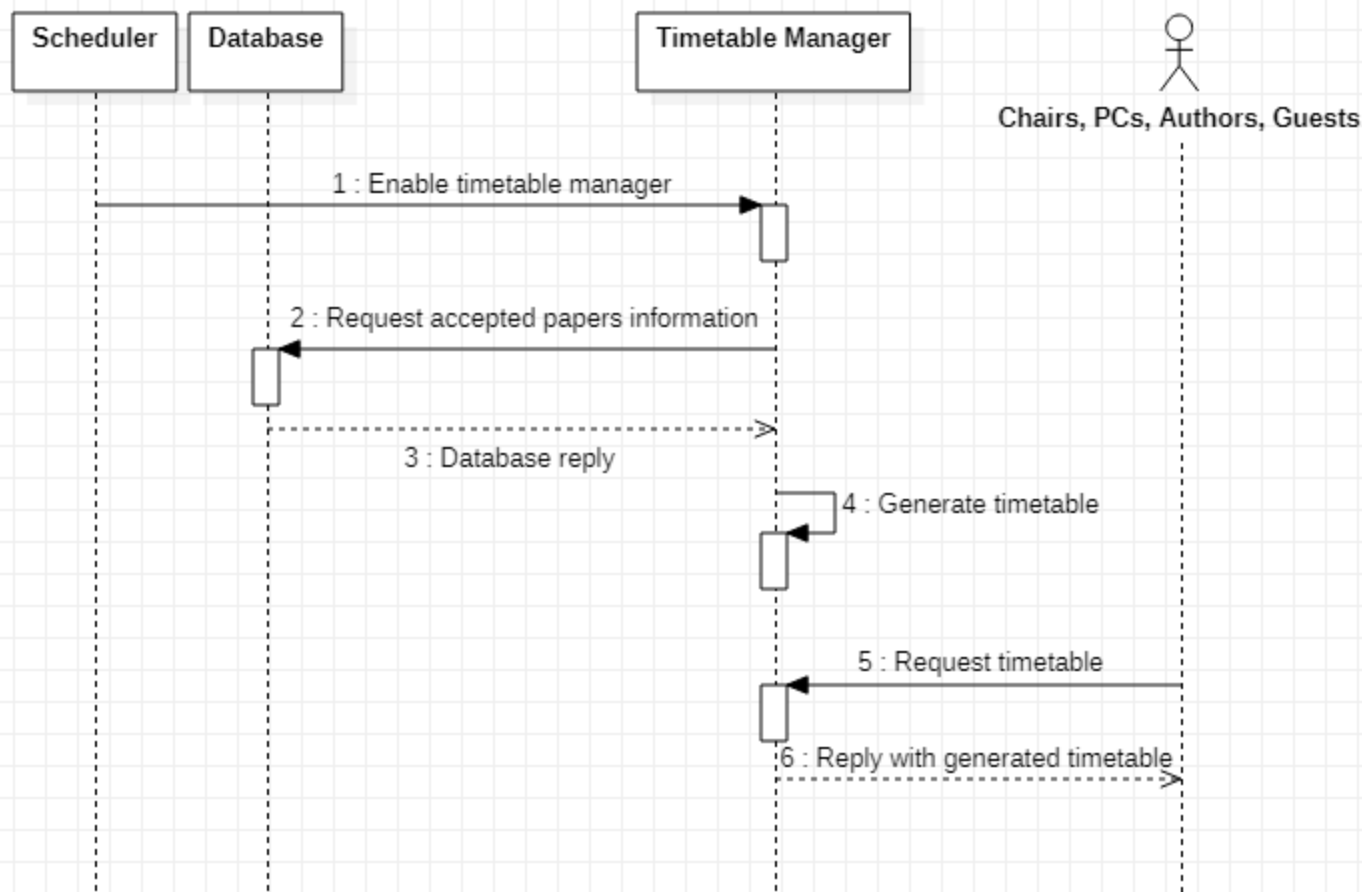 Scheduler
Database
Timetable Manager
Chairs, PCs, Authors, Guests
1 : Enable timetable manager
2 : Request accepted papers information
3 : Database reply
4 : Generate timetable
5 : Request timetable
6 : Reply with generated timetable